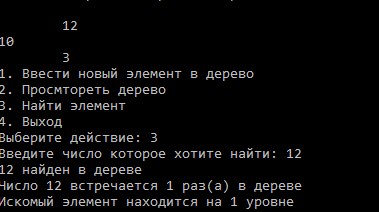 12
10
3
1. Ввести новый элемент в дерево
2. Просмтореть дерево
3. Найти элемент
4. Выход
Выберите действие: 3
Введите число которое хотите найти: 12
12 найден в дереве
Число 12 встречается 1 раз(а) в дереве
Искомый элемент находится на 1 уровне